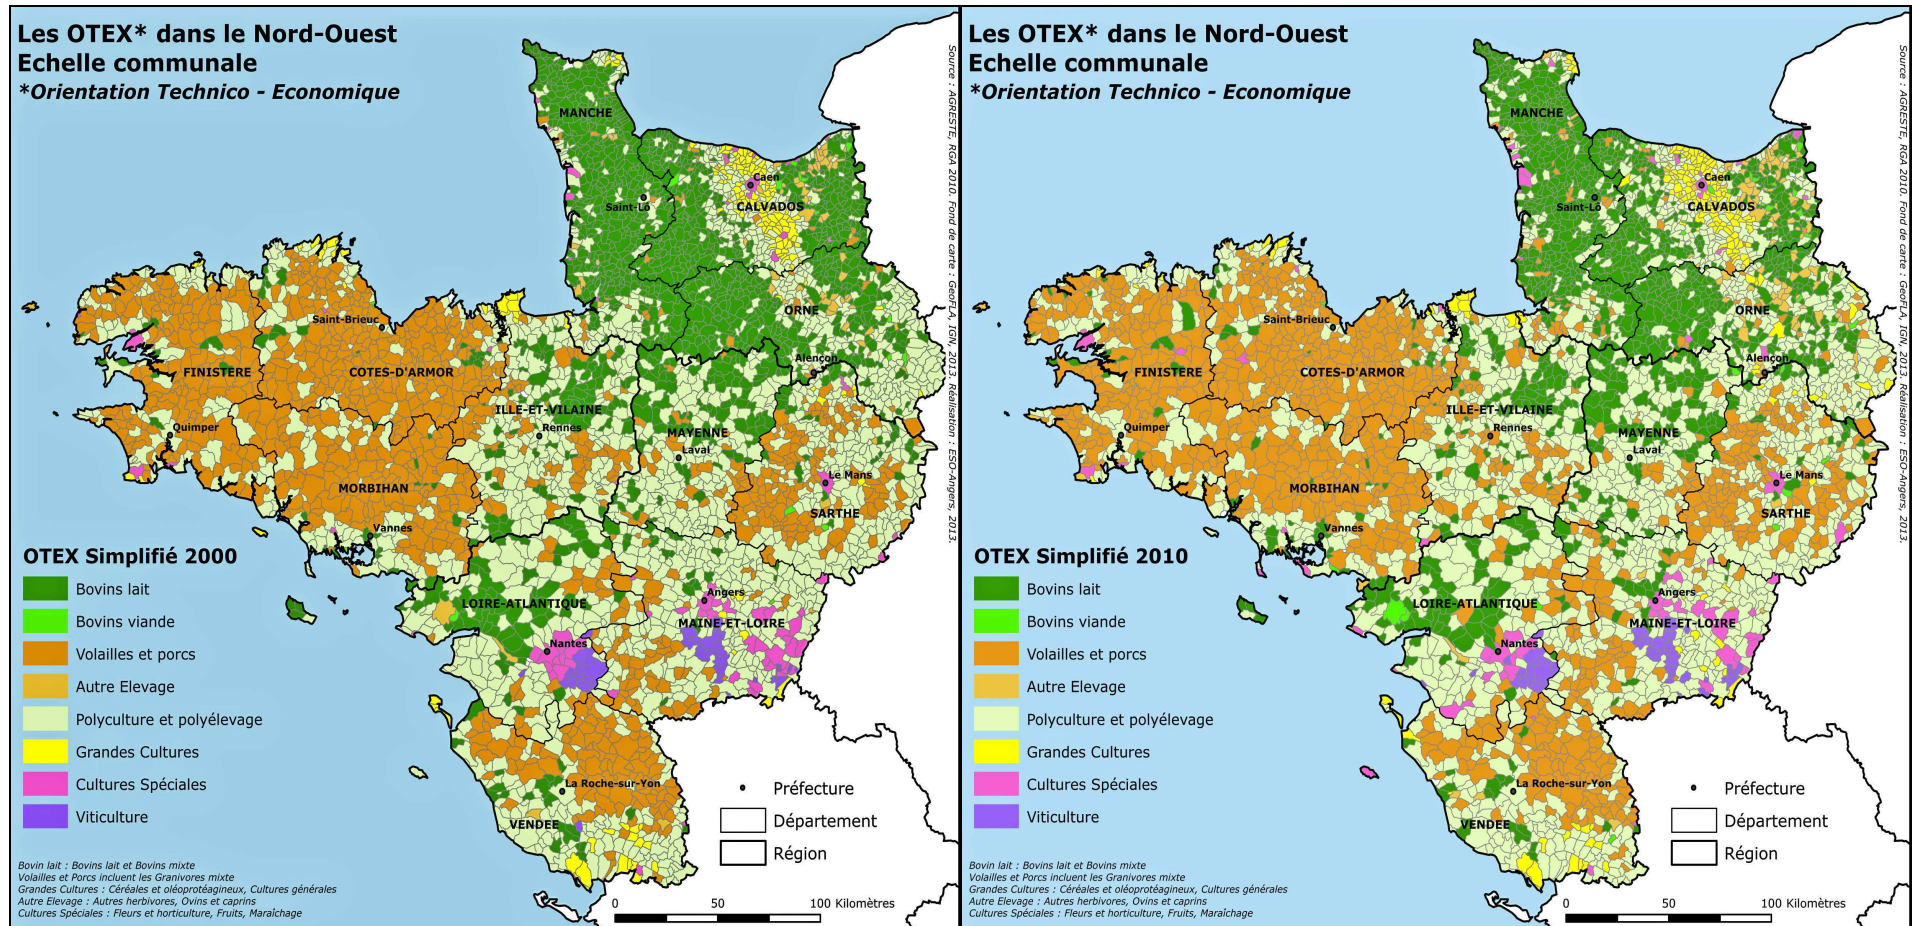 Les OTEX* dans le Nord-Ouest
Echelle communale
*Orientation Technico - Economique
Source : AGRESTE, RGA 2010. Fond de carte : GeoFLA, IGN, 2013. Réalisation : ESO-Angers, 2013.
MANCHE
Caen
Saint-Lô
CALVADOS
ORNE
Saint-Brieuc
Alençon
FINISTERE
COTES-D'ARMOR
ILLE-ET-VILAINE
Quimper
Rennes
MAYENNE
Laval
Le Mans
MORBIHAN
SARTHE
Vannes
Angers
LOIRE-ATLANTIQUE
MAINE-ET-LOIRE
Nantes
La Roche-sur-Yon
VENDEE
OTEX Simplifié 2000
Bovins lait
Bovins viande
Volailles et porcs
Autre Elevage
Polyculture et polyélevage
Grandes Cultures
Cultures Spéciales
Viticulture
Préfecture
Département
Région
Bovin lait : Bovins lait et Bovins mixte
Volailles et Porcs incluent les Granivores mixte
Grandes Cultures : Céréales et oléoprotéagineux, Cultures générales
Autre Elevage : Autres herbivores, Ovins et caprins
Cultures Spéciales : Fleurs et horticulture, Fruits, Maraîchage
0 50 100 Kilomètres
Les OTEX* dans le Nord-Ouest
Echelle communale
*Orientation Technico - Economique
Source : AGRESTE, RGA 2010. Fond de carte : GeoFLA, IGN, 2013. Réalisation : ESO-Angers, 2013.
MANCHE
Caen
Saint-Lô
CALVADOS
ORNE
Saint-Brieuc
Alençon
FINISTERE
COTES-D'ARMOR
ILLE-ET-VILAINE
Quimper
Rennes
MAYENNE
Laval
Le Mans
MORBIHAN
SARTHE
Vannes
Angers
LOIRE-ATLANTIQUE
MAINE-ET-LOIRE
Nantes
La Roche-sur-Yon
VENDEE
OTEX Simplifié 2010
Bovins lait
Bovins viande
Volailles et porcs
Autre Elevage
Polyculture et polyélevage
Grandes Cultures
Cultures Spéciales
Viticulture
Préfecture
Département
Région
Bovin lait : Bovins lait et Bovins mixte
Volailles et Porcs incluent les Granivores mixte
Grandes Cultures : Céréales et oléoprotéagineux, Cultures générales
Autre Elevage : Autres herbivores, Ovins et caprins
Cultures Spéciales : Fleurs et horticulture, Fruits, Maraîchage
0 50 100 Kilomètres